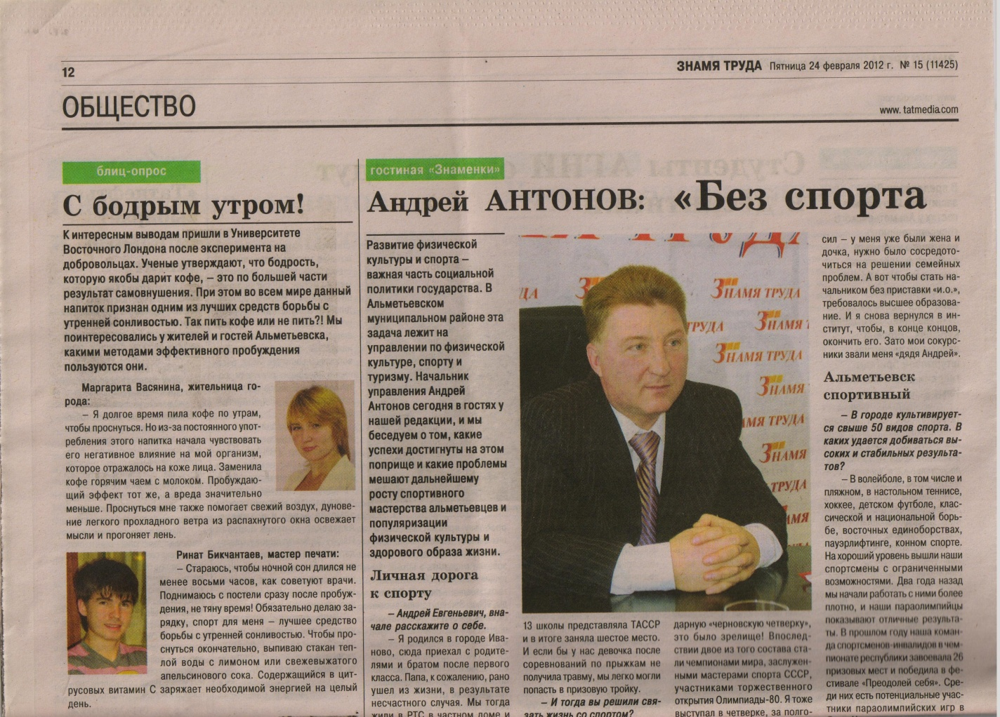 12
ЗНАМЯ ТРУДА Пятница 24 февраля 2012 г. № 15 (11425)
ОБЩЕСТВО
www. tatmedia.com
блиц-опрос
С бодрым утром!
К интересным выводам пришли в Университете
Восточного Лондона после эксперимента на
добровольцах. Ученые утверждают, что бодрость,
которую якобы дарит кофе, – это по большей части
результат самовнушения. При этом во всем мире данный
напиток признан одним из лучших средств борьбы с
утренней сонливостью. Так пить кофе или не пить?! Мы
поинтересовались у жителей и гостей Альметьевска,
какими методами эффективного пробуждения
пользуются они.
Маргарита Васянина, жительница го-
рода:
– Я долгое время пила кофе по утрам,
чтобы проснуться. Но из-за постоянного упот-
ребления этого напитка начала чувствовать
его негативное влияние на мой организм,
которое отражалось на коже лица. Заменила
кофе горячим чаем с молоком. Пробуждаю-
щий эффект тот же, а вреда значительно
меньше. Проснуться мне также помогает свежий воздух, дунове-
ние легкого прохладного ветра из распахнутого окна освежает
мысли и прогоняет лень.
Ринат Бикчантаев, мастер печати:
– Стараюсь, чтобы ночной сон длился не
менее восьми часов, как советуют врачи.
Поднимаюсь с постели сразу после пробуж-
дения, не тяну время! Обязательно делаю за-
рядку, спорт для меня – лучшее средство
борьбы с утренней сонливостью. Чтобы про-
снуться окончательно, выпиваю стакан теп-
лой воды с лимоном или свежевыжатого
апельсинового сока. Содержащийся в цит-
русовых витамин С заряжает необходимой энергией на целый
день.
гостиная «Знаменки»
Андрей АНТОНОВ: «Без спорта
Развитие физической
культуры и спорта –
важная часть социальной
политики государства. В
Альметьевском
муниципальном районе эта
задача лежит на
управлении по физической
культуре, спорту и
туризму. Начальник
управления Андрей
Антонов сегодня в гостях у
нашей редакции, и мы
беседуем о том, какие
успехи достигнуты на этом
поприще и какие проблемы
мешают дальнейшему
росту спортивного
мастерства альметьевцев и
популяризации
физической культуры и
здорового образа жизни.
Личная дорога
к спорту
– Андрей Евгеньевич, вна-
чале расскажите о себе.
– Я родился в городе Ива-
ново, сюда приехал с родите-
лями и братом после первого
класса. Папа, к сожалению, рано
ушел из жизни, в результате
несчастного случая. Мы тогда
жили в РТС в частном доме и
ЗНАМЯ ТРУДА
ЗНАМЯ ТРУДА
ЗНАМЯ
13 школы представляла ТАССР
и в итоге заняла шестое место.
И если бы у нас девочка после
соревнований по прыжкам не
получила травму, мы легко могли
попасть в призовую тройку.
– И тогда вы решили свя-
зать жизнь со спортом?
дарную «черновскую четверку»,
это было зрелище! Впослед-
ствии двое из того состава ста-
ли чемпионами мира, заслужен-
ными мастерами спорта СССР,
участниками торжественного
открытия Олимпиады-80. Я тоже
выступал в четверке, за полго-
сил – у меня уже были жена и
дочка, нужно было сосредото-
читься на решении семейных
проблем. А вот чтобы стать на-
чальником без приставки «и.о.»,
требовалось высшее образова-
ние. И я снова вернулся в ин-
ститут, чтобы, в конце концов,
окончить его. Зато мои сокурс-
ники звали меня «дядя Андрей».
Альметьевск
спортивный
– В городе культивирует-
ся свыше 50 видов спорта. В
каких удается добиваться вы-
соких и стабильных результа-
тов?
– В волейболе, в том числе и
пляжном, в настольном теннисе,
хоккее, детском футболе, клас-
сической и национальной борь-
бе, восточных единоборствах,
пауэрлифтинге, конном спорте.
На хороший уровень вышли наши
спортсмены с ограниченными
возможностями. Два года назад
мы начали работать с ними более
плотно, и наши параолимпийцы
показывают отличные результа-
ты. В прошлом году наша коман-
да спортсменов-инвалидов в чем-
пионате республики завоевала 26
призовых мест и победила в фе-
стивале «Преодолей себя». Сре-
ди них есть потенциальные учас-
тники параолимпийских игр в